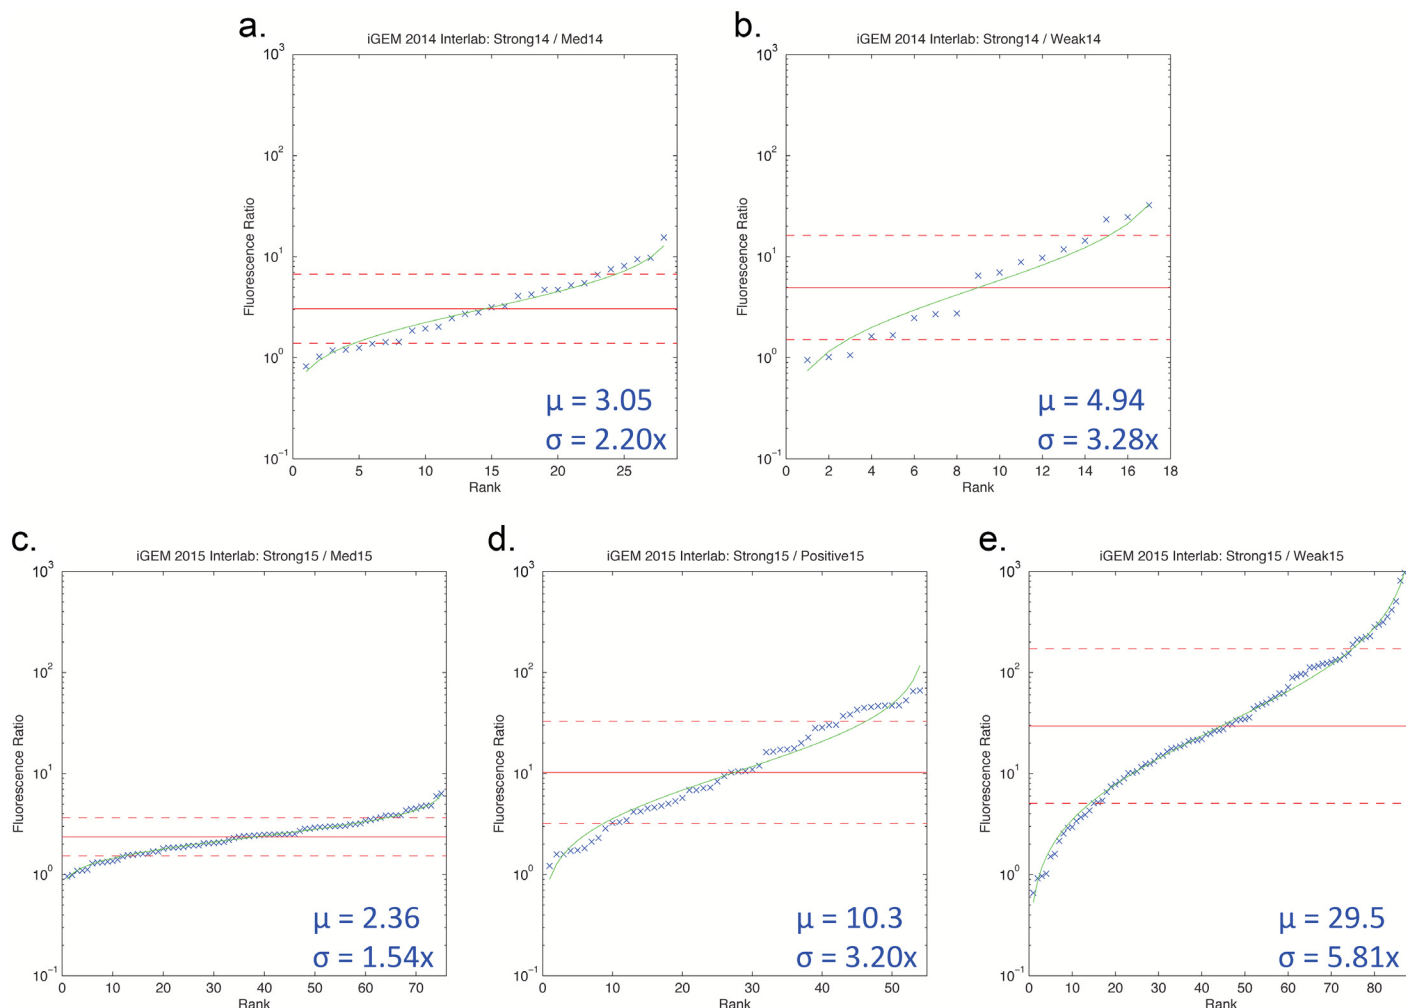 a.
iGEM 2014 Interlab: Strong14 / Med14
10³
10²
10¹
10⁰
10⁻¹
Fluorescence Ratio
μ = 3.05
σ = 2.20x
0 5 10 15 20 25
Rank
b.
iGEM 2014 Interlab: Strong14 / Weak14
10³
10²
10¹
10⁰
10⁻¹
Fluorescence Ratio
μ = 4.94
σ = 3.28x
0 2 4 6 8 10 12 14 16 18
Rank
c.
iGEM 2015 Interlab: Strong15 / Med15
10³
10²
10¹
10⁰
10⁻¹
Fluorescence Ratio
μ = 2.36
σ = 1.54x
0 10 20 30 40 50 60 70
Rank
d.
iGEM 2015 Interlab: Strong15 / Positive15
10³
10²
10¹
10⁰
10⁻¹
Fluorescence Ratio
μ = 10.3
σ = 3.20x
0 10 20 30 40 50
Rank
e.
iGEM 2015 Interlab: Strong15 / Weak15
10³
10²
10¹
10⁰
10⁻¹
Fluorescence Ratio
μ = 29.5
σ = 5.81x
0 10 20 30 40 50 60 70 80
Rank